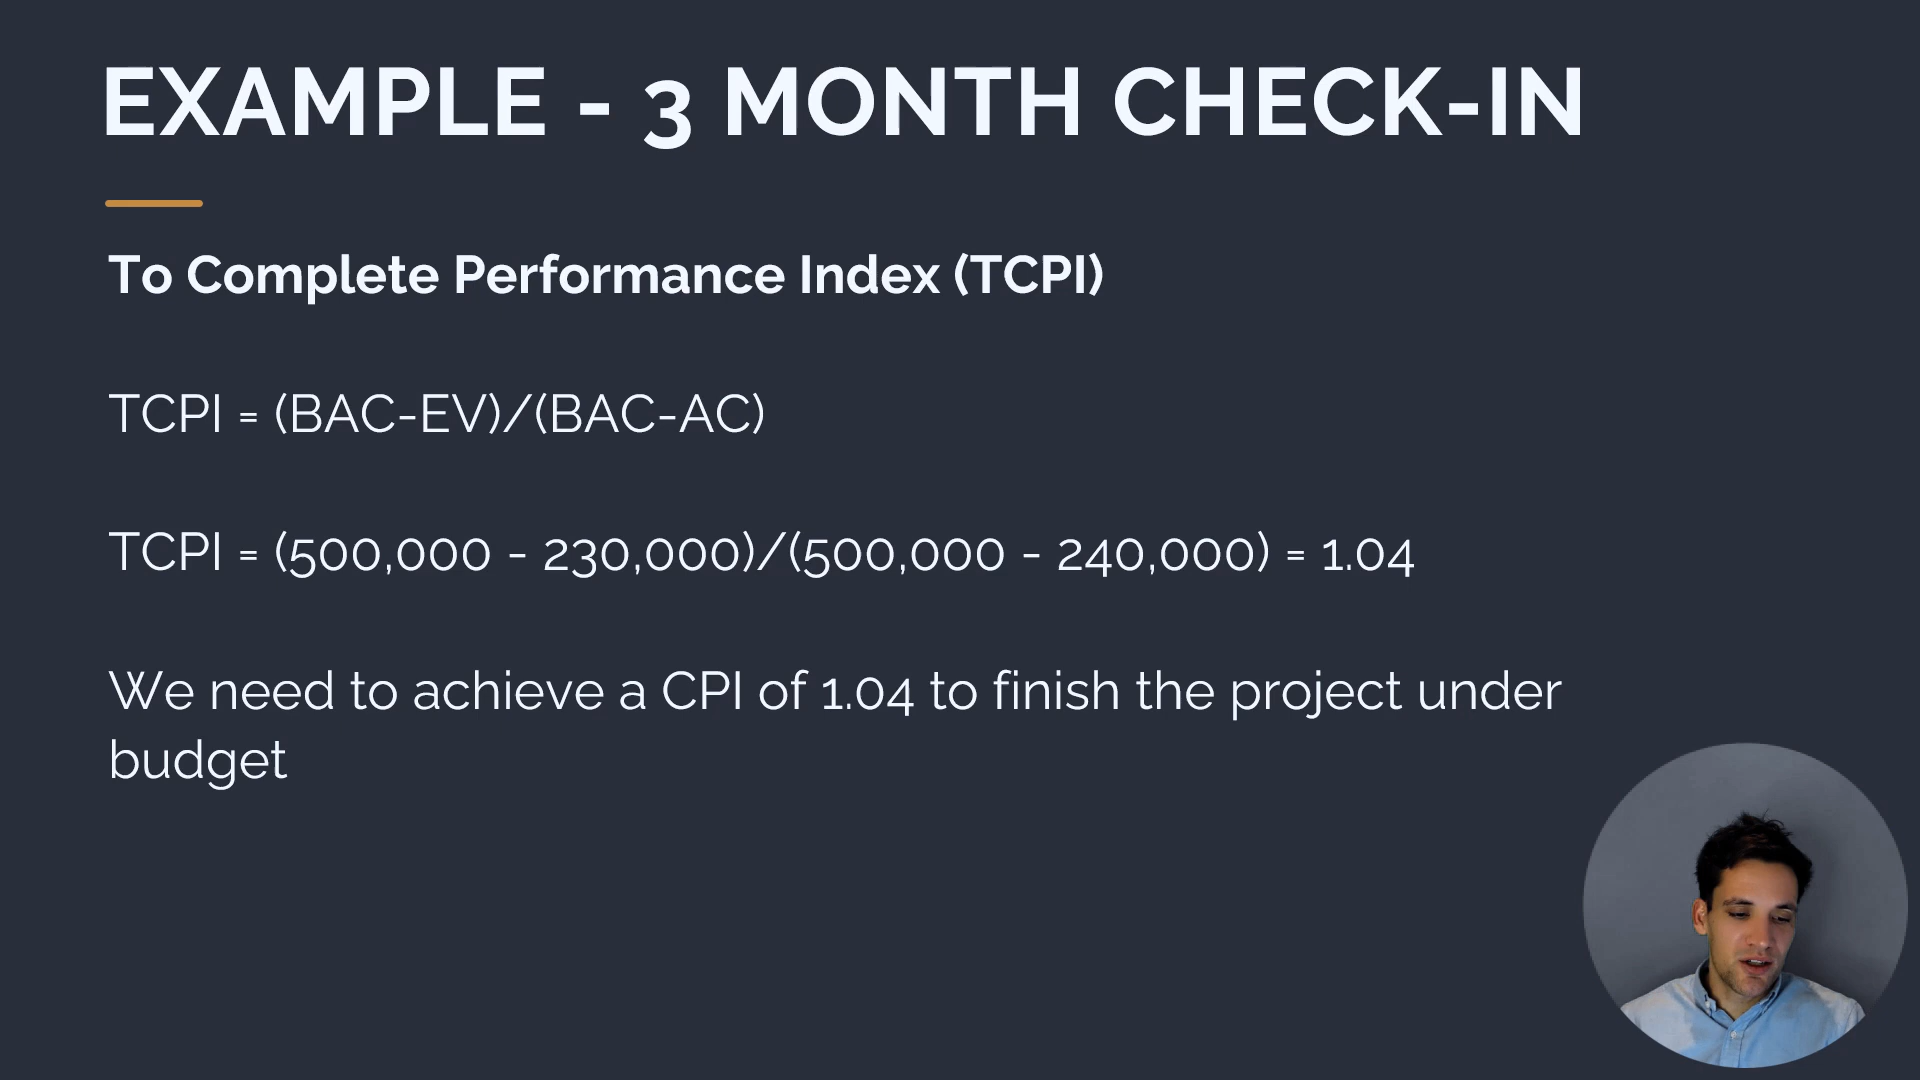 EXAMPLE - 3 MONTH CHECK-IN
To Complete Performance Index (TCPI)
TCPI = (BAC-EV)/(BAC-AC)
TCPI = (500,000 - 230,000)/(500,000 - 240,000) = 1.04
We need to achieve a CPI of 1.04 to finish the project under
budget